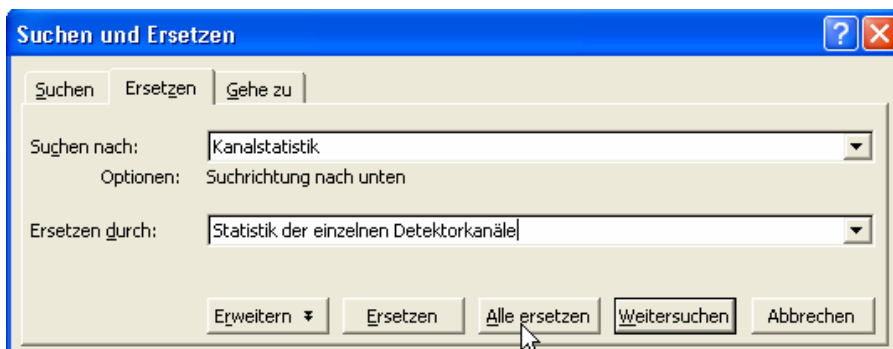 Suchen und Ersetzen
Suchen Ersetzen Gehe zu
Suchen nach: Kanalstatistik
Optionen: Suchrichtung nach unten
Ersetzen durch: Statistik der einzelnen Detektorkanäle
Erweitern Ersetzen Alle ersetzen Weitersuchen Abbrechen